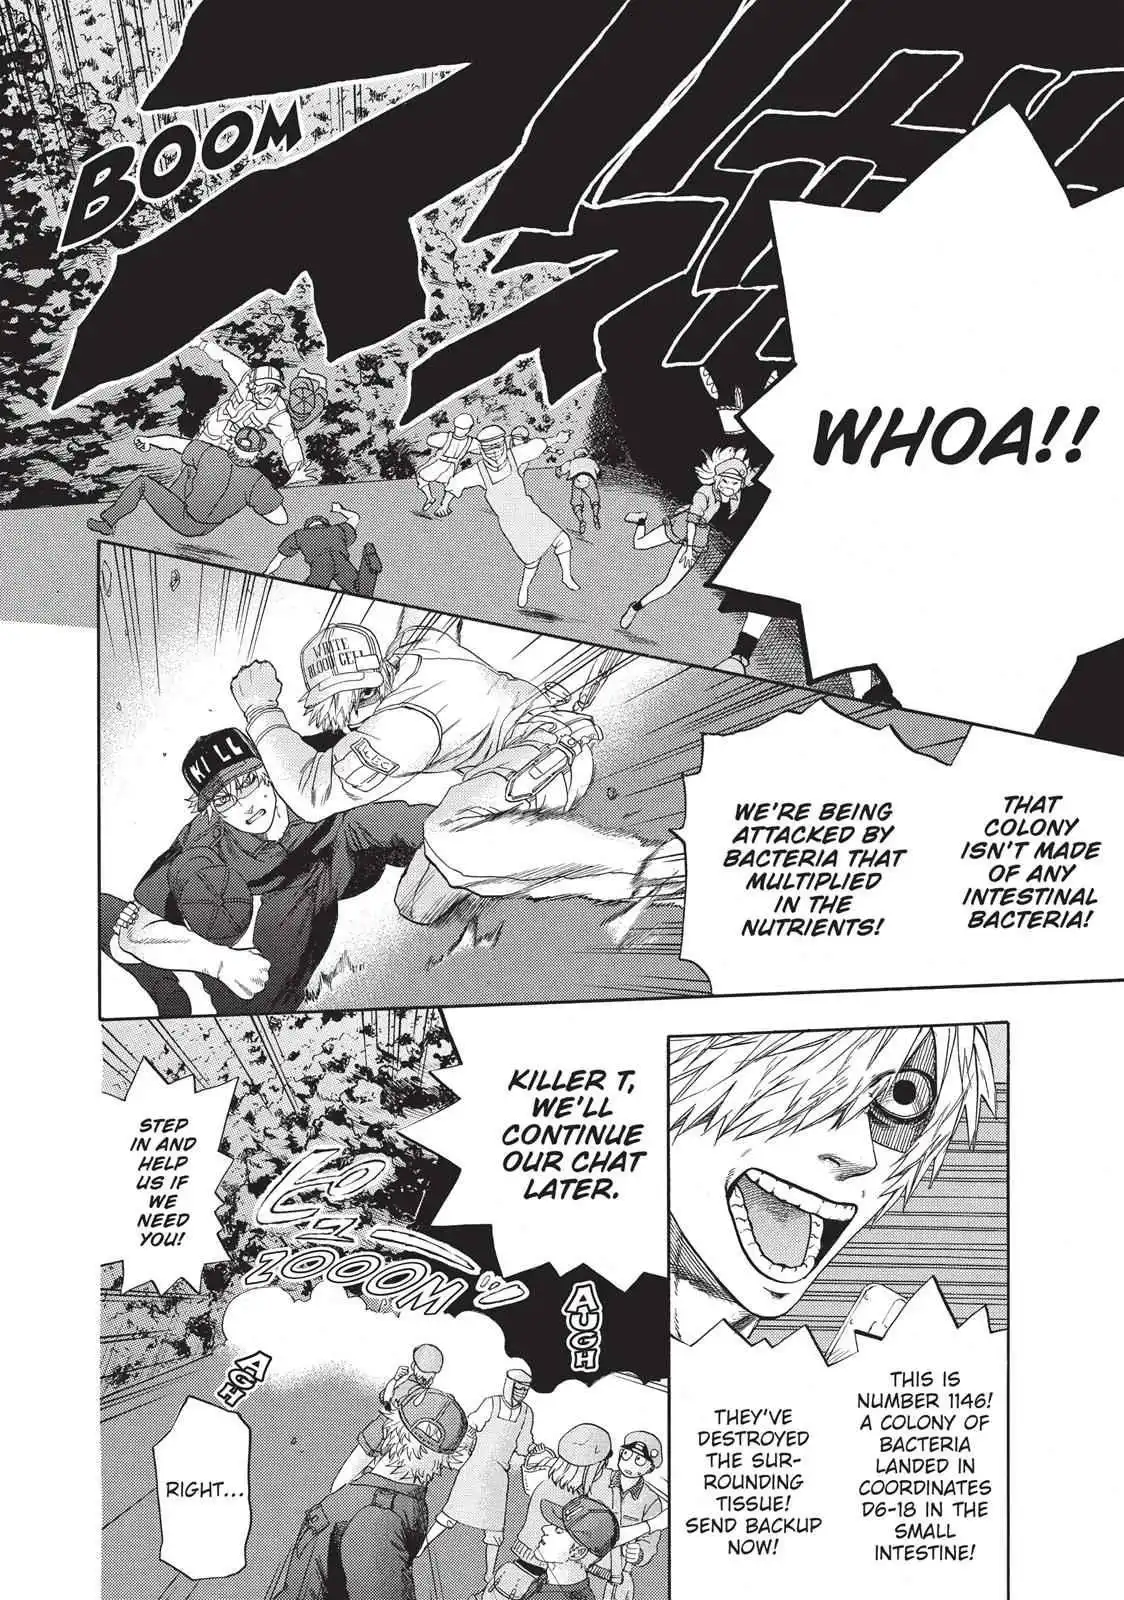 BOOM
WHOA!!
THAT
COLONY
ISN'T MADE
OF ANY
INTESTINAL
BACTERIA!
WE'RE BEING
ATTACKED BY
BACTERIA THAT
MULTIPLIED
IN THE
NUTRIENTS!
WHITE
BLOOD CELL
KILL
KILLER T,
WE'LL
CONTINUE
OUR CHAT
LATER.
STEP
IN AND
HELP
US IF
WE
NEED
YOU!
ZOOOM
AUGH
AGH
RIGHT...
THIS IS
NUMBER 1146!
A COLONY OF
BACTERIA
LANDED IN
COORDINATES
D6-18 IN THE
SMALL
INTESTINE!
THEY'VE
DESTROYED
THE SUR-
ROUNDING
TISSUE!
SEND BACKUP
NOW!